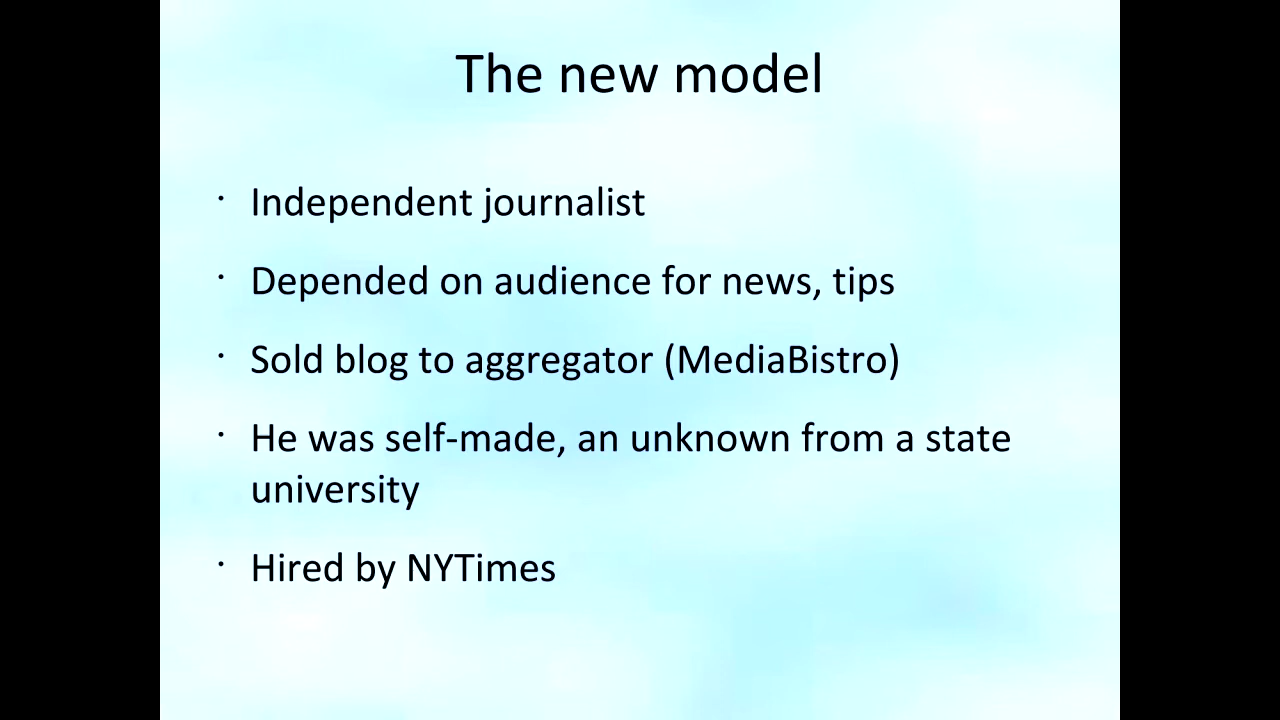 The new model
· Independent journalist
· Depended on audience for news, tips
· Sold blog to aggregator (MediaBistro)
· He was self-made, an unknown from a state
university
· Hired by NYTimes